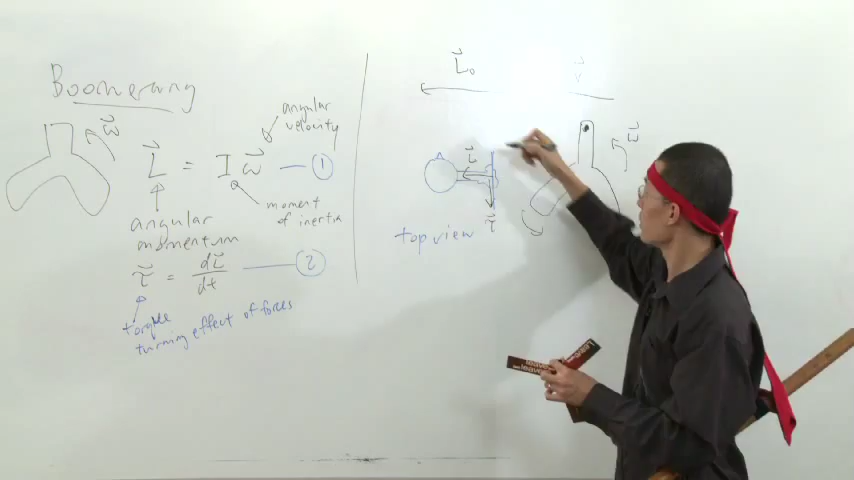 Boomerang
ω⃗
L⃗ = I ω⃗ — ①
angular velocity
moment of inertia
angular momentum
τ⃗ = dL⃗/dt — ②
torque
turning effect of forces
L⃗₀
v⃗
L⃗
τ⃗
top view
ω⃗